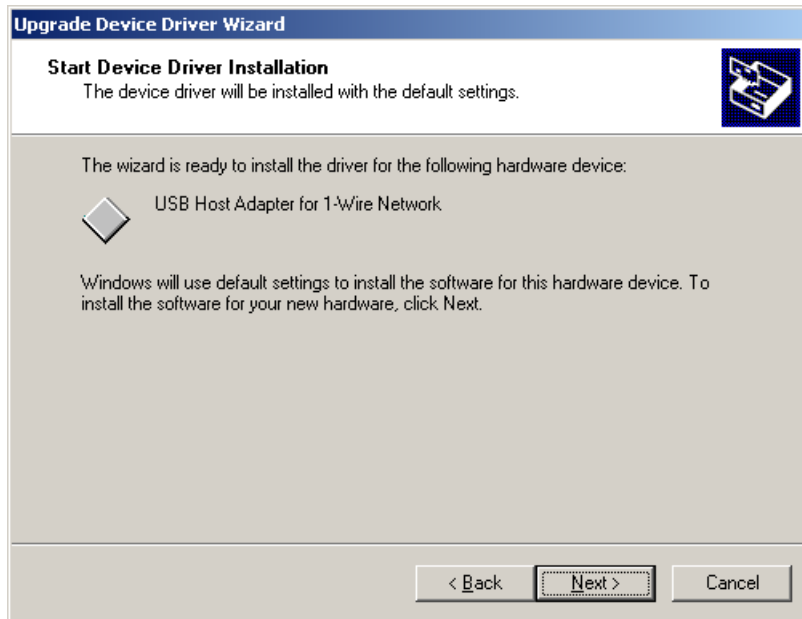 Upgrade Device Driver Wizard
Start Device Driver Installation
The device driver will be installed with the default settings.
The wizard is ready to install the driver for the following hardware device:
USB Host Adapter for 1-Wire Network
Windows will use default settings to install the software for this hardware device. To
install the software for your new hardware, click Next.
< Back Next > Cancel